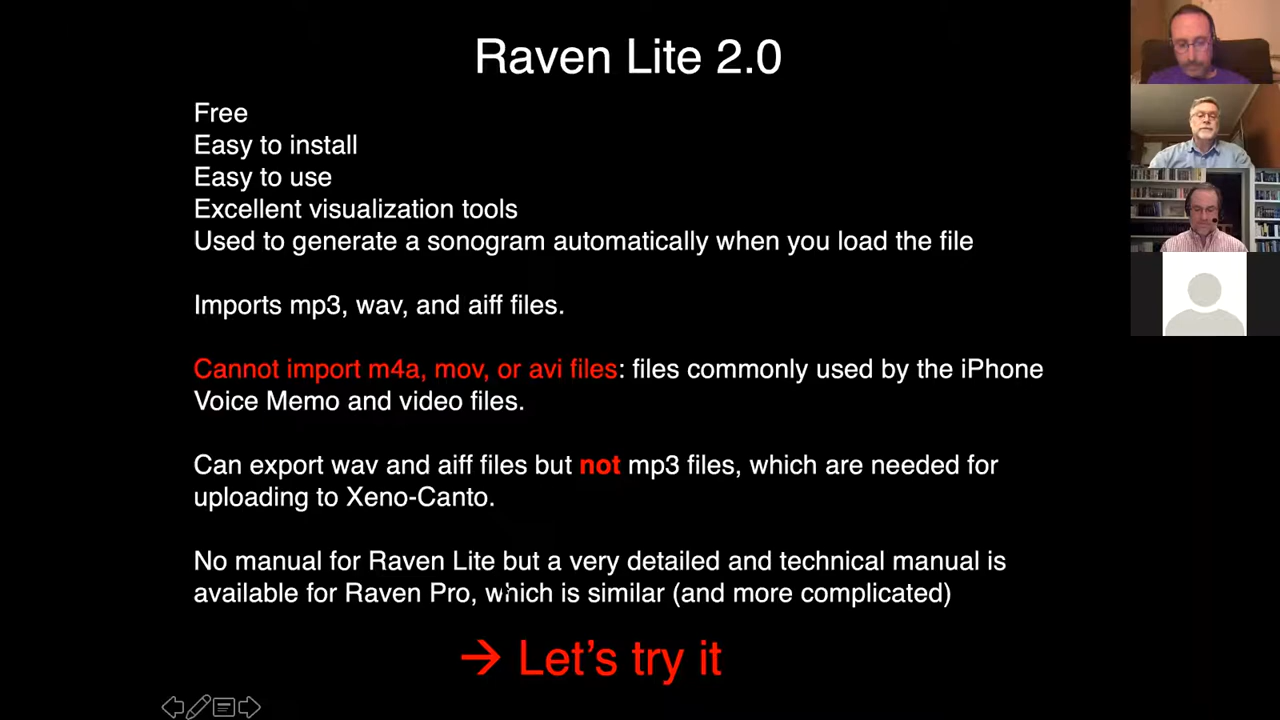 Raven Lite 2.0
Free
Easy to install
Easy to use
Excellent visualization tools
Used to generate a sonogram automatically when you load the file
Imports mp3, wav, and aiff files.
Cannot import m4a, mov, or avi files: files commonly used by the iPhone
Voice Memo and video files.
Can export wav and aiff files but not mp3 files, which are needed for
uploading to Xeno-Canto.
No manual for Raven Lite but a very detailed and technical manual is
available for Raven Pro, which is similar (and more complicated)
→ Let’s try it